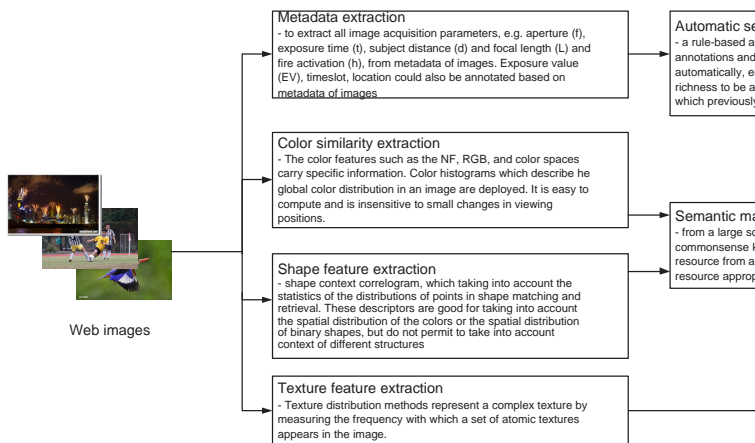 Metadata extraction
- to extract all image acquisition parameters, e.g. aperture (f),
exposure time (t), subject distance (d) and focal length (L) and
fire activation (h), from metadata of images. Exposure value
(EV), timeslot, location could also be annotated based on
metadata of images
Color similarity extraction
- The color features such as the NF, RGB, and color spaces
carry specific information. Color histograms which describe he
global color distribution in an image are deployed. It is easy to
compute and is insensitive to small changes in viewing
positions.
Shape feature extraction
- shape context correlogram, which taking into account the
statistics of the distributions of points in shape matching and
retrieval. These descriptors are good for taking into account
the spatial distribution of the colors or the spatial distribution
of binary shapes, but do not permit to take into account
context of different structures
Texture feature extraction
- Texture distribution methods represent a complex texture by
measuring the frequency with which a set of atomic textures
appears in the image.
Web images
Automatic
- a rule-based
annotations and
automatically,
richness to be
which previously
Semantic
- from a large
commonsense
resource from
resource